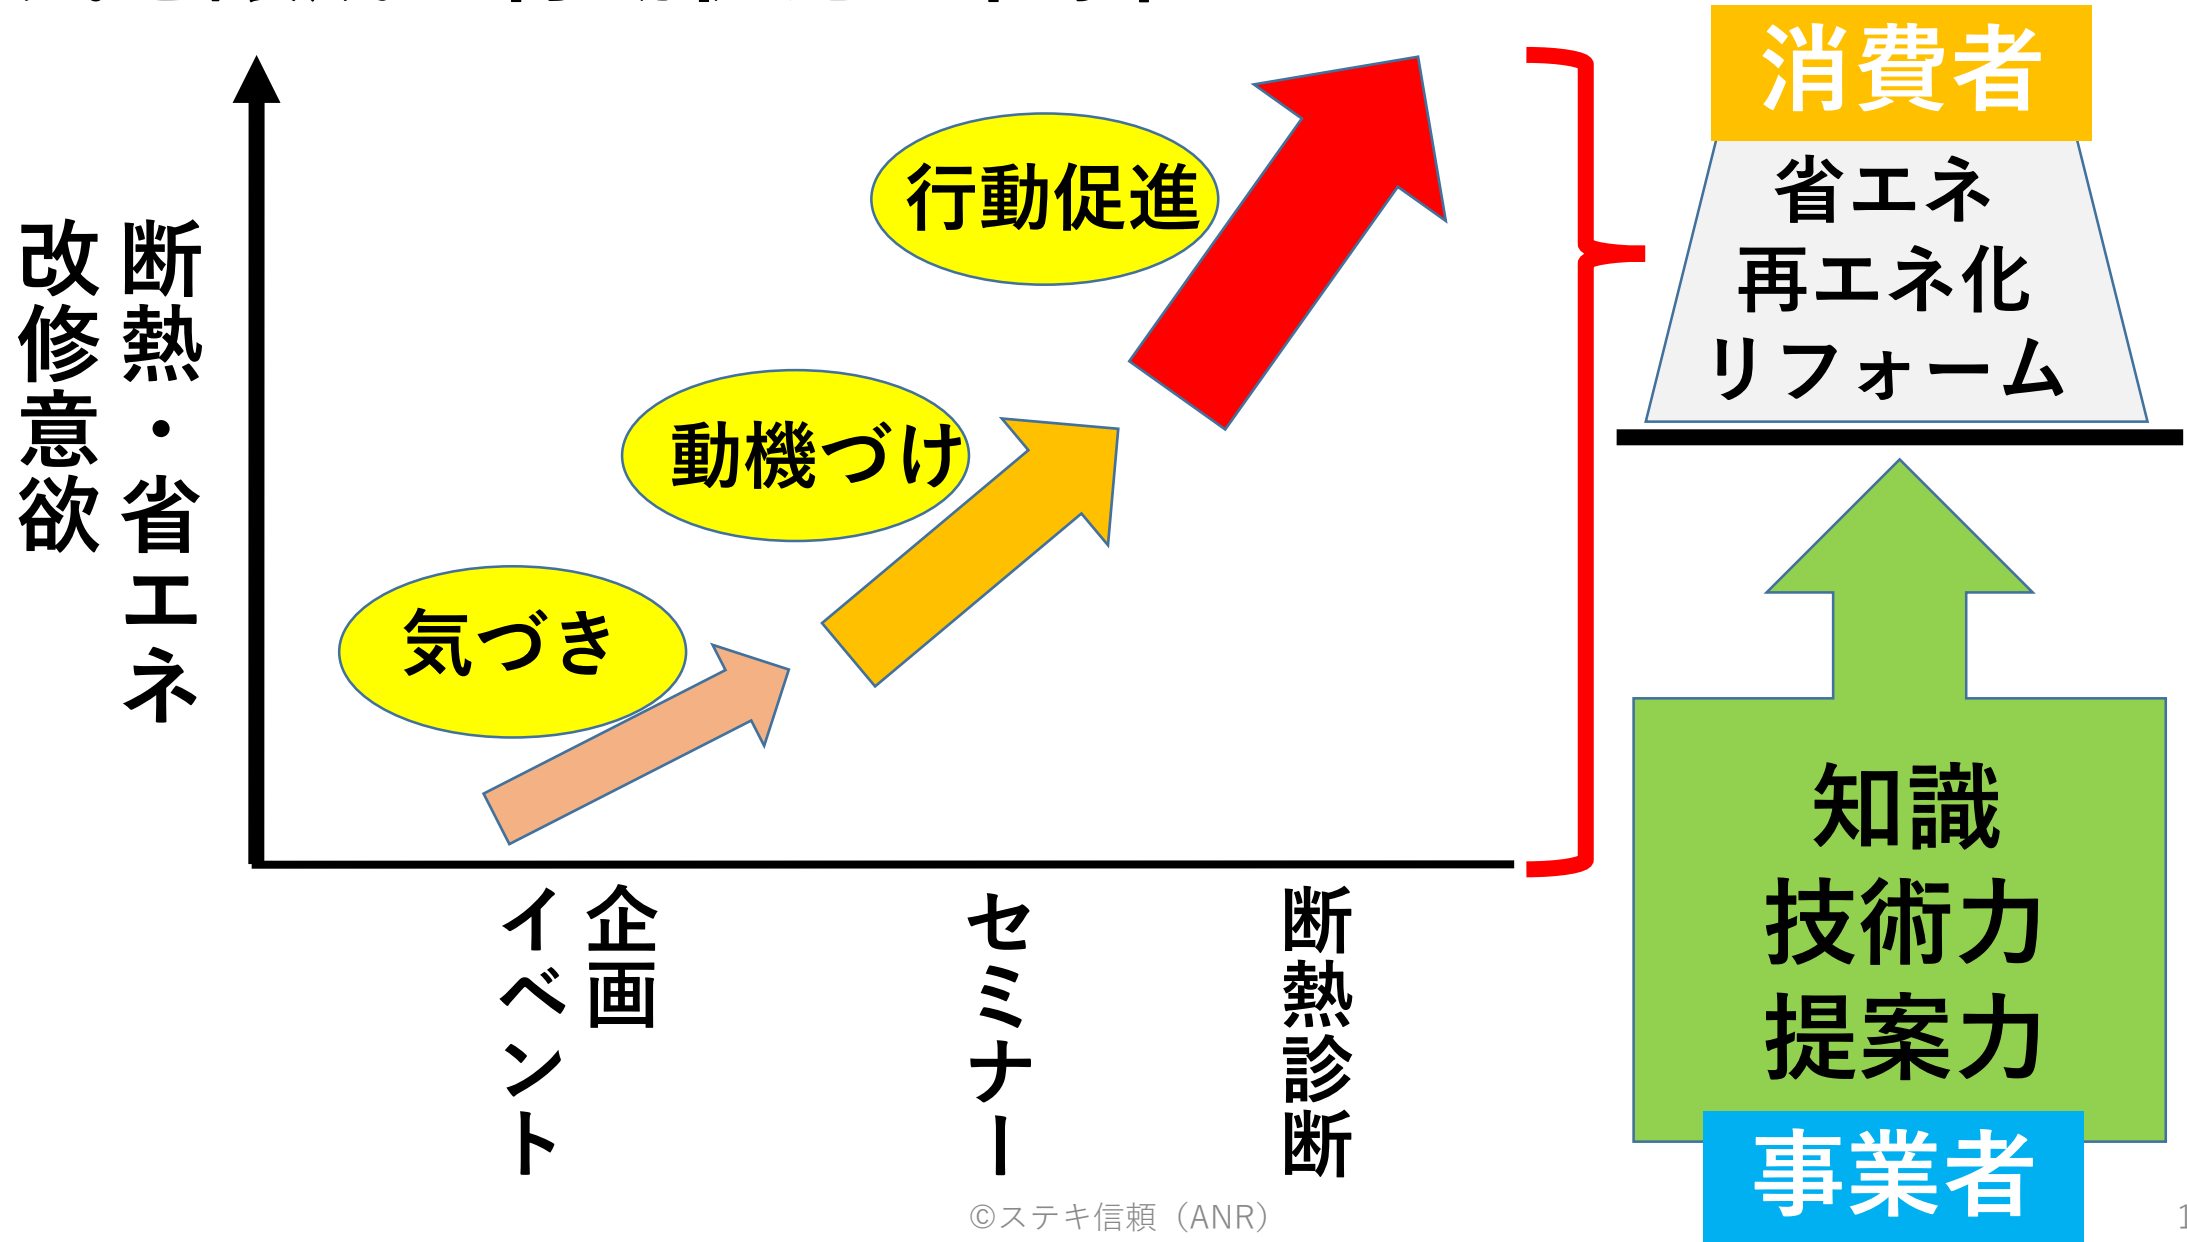 消費者
省エネ
再エネ化
リフォーム
行動促進
動機づけ
気づき
断熱・省エネ
改修意欲
企画
イベント
セミナー
断熱診断
知識
技術力
提案力
事業者
©ステキ信頼（ANR）